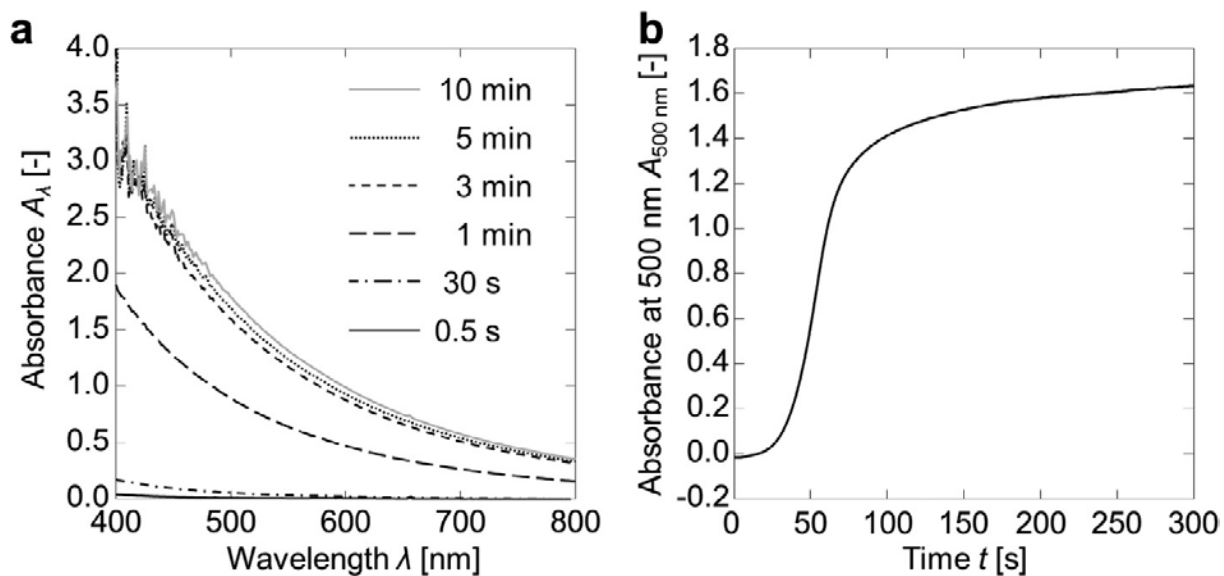 a
Absorbance Aλ [-]
4.0
3.5
3.0
2.5
2.0
1.5
1.0
0.5
0.0
400 500 600 700 800
Wavelength λ [nm]
10 min
5 min
3 min
1 min
30 s
0.5 s
b
Absorbance at 500 nm A500 nm [-]
1.8
1.6
1.4
1.2
1.0
0.8
0.6
0.4
0.2
0.0
-0.2
0 50 100 150 200 250 300
Time t [s]